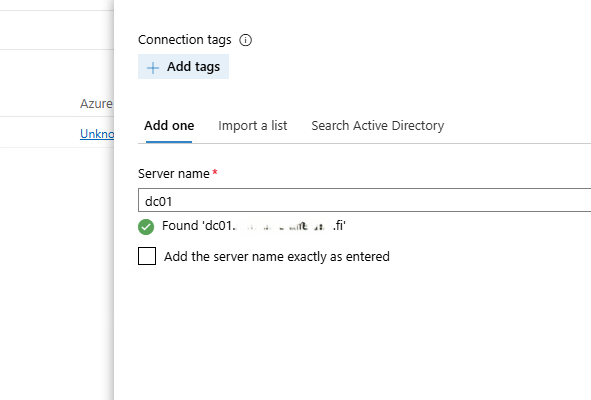 Connection tags
Add tags
Azure
Add one Import a list Search Active Directory
Unkno
Server name*
dc01
Found 'dc01. .fi'
Add the server name exactly as entered